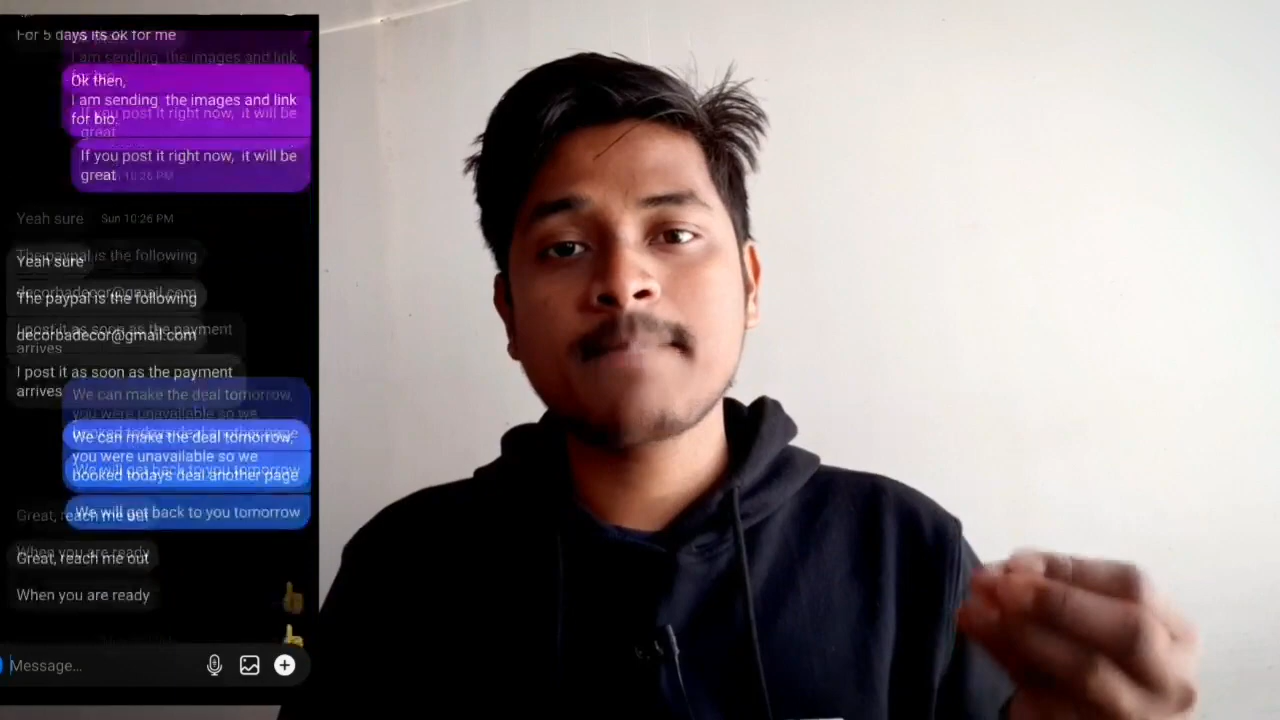 For 5 days its ok for me
Ok then,
I am sending the images and link
for bio.
If you post it right now, it will be
great
Sun 10:26 PM
Yeah sure
The paypal is the following
decorbadecor@gmail.com
I post it as soon as the payment
arrives
We can make the deal tomorrow,
you were unavailable so we
booked todays deal another page
We will get back to you tomorrow
Great, reach me out
When you are ready
Message...